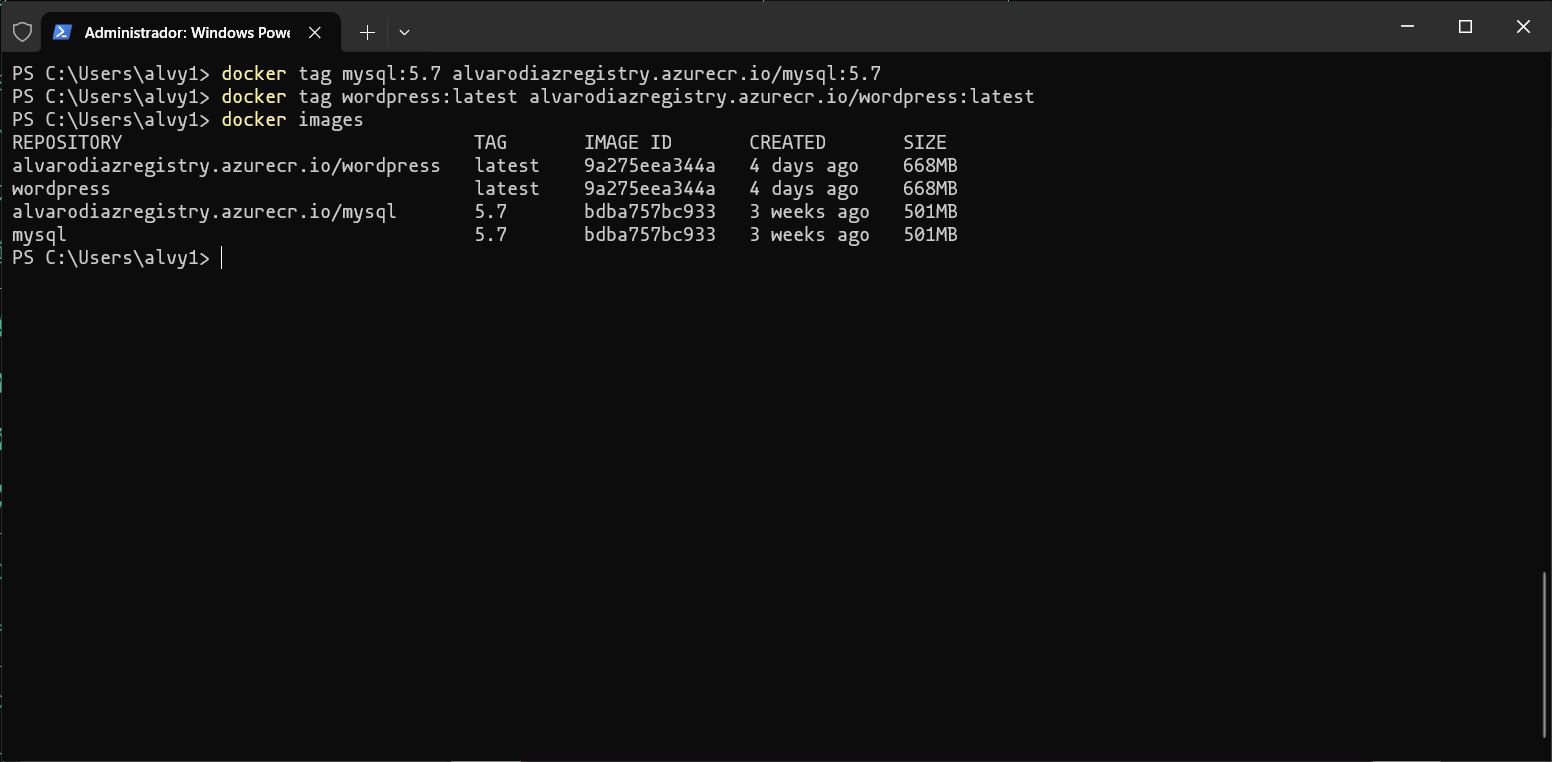 Administrador: Windows Powe
PS C:\Users\alvy1> docker tag mysql:5.7 alvarodiazregistry.azurecr.io/mysql:5.7
PS C:\Users\alvy1> docker tag wordpress:latest alvarodiazregistry.azurecr.io/wordpress:latest
PS C:\Users\alvy1> docker images
REPOSITORY TAG IMAGE ID CREATED SIZE
alvarodiazregistry.azurecr.io/wordpress latest 9a275eea344a 4 days ago 668MB
wordpress latest 9a275eea344a 4 days ago 668MB
alvarodiazregistry.azurecr.io/mysql 5.7 bdba757bc933 3 weeks ago 501MB
mysql 5.7 bdba757bc933 3 weeks ago 501MB
PS C:\Users\alvy1>